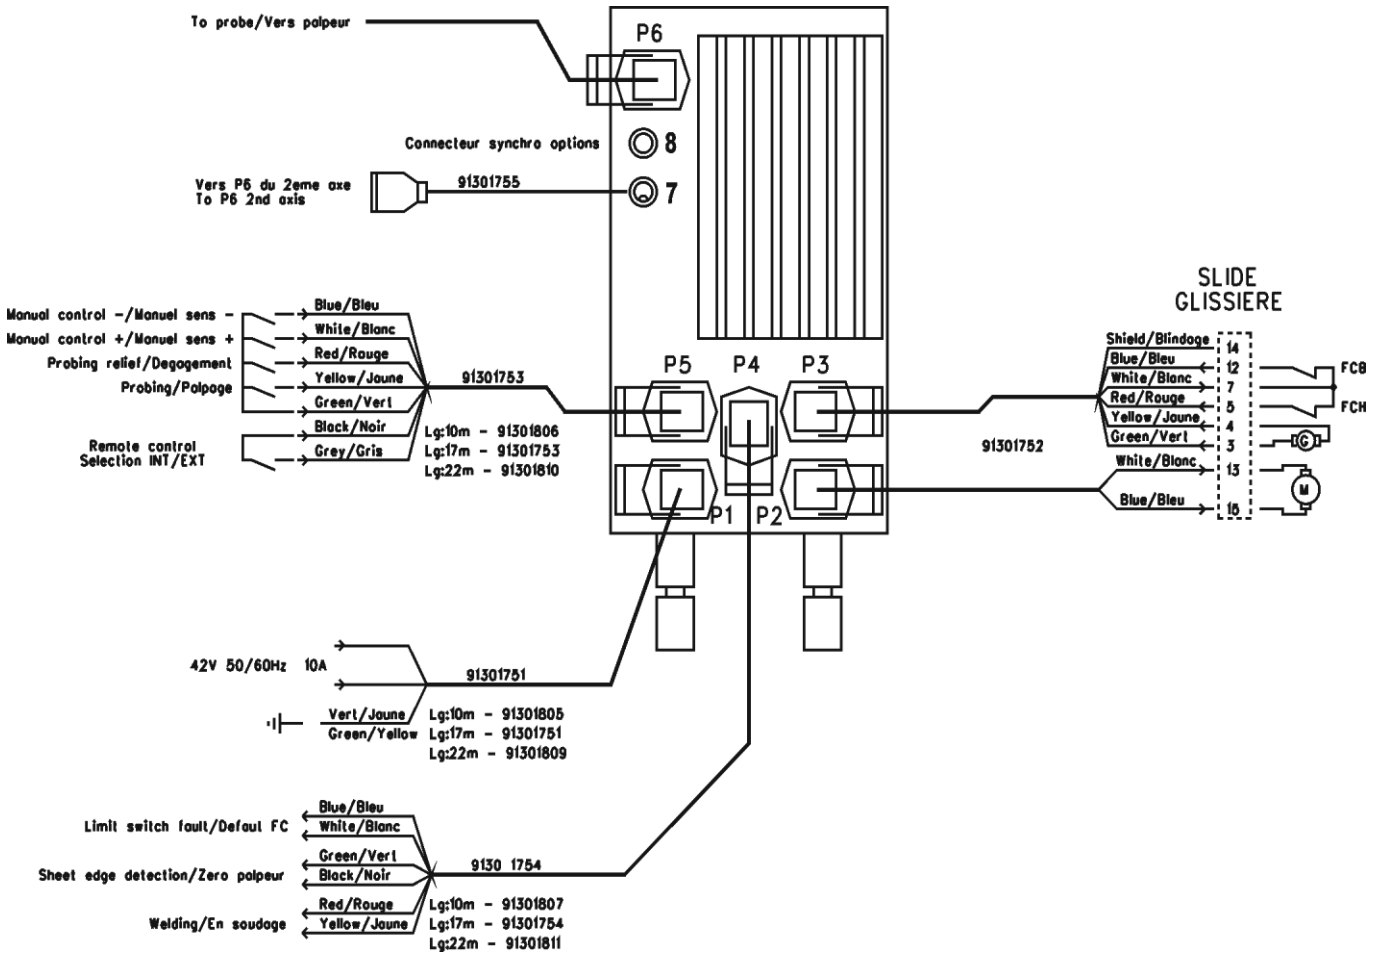 To probe/Vers palpeur
P6
Connecteur synchro options
8
Vers P6 du 2eme axe
To P6 2nd axis
91301755
7
SLIDE
GLISSIERE
Manual control -/Manuel sens -
Blue/Bleu
Manual control +/Manuel sens +
White/Blanc
Probing relief/Degagement
Red/Rouge
Probing/Palpage
Yellow/Jaune
Green/Vert
91301753
Remote control
Selection INT/EXT
Black/Noir
Grey/Gris
Lg:10m - 91301806
Lg:17m - 91301753
Lg:22m - 91301810
P5
P4
P3
P1
P2
91301752
Shield/Blindage
14
Blue/Bleu
12
FCB
White/Blanc
7
Red/Rouge
5
FCH
Yellow/Jaune
4
Green/Vert
3
G
White/Blanc
13
M
Blue/Bleu
15
42V 50/60Hz 10A
91301751
Vert/Jaune
Green/Yellow
Lg:10m - 91301805
Lg:17m - 91301751
Lg:22m - 91301809
Limit switch fault/Defaul FC
Blue/Bleu
White/Blanc
Sheet edge detection/Zero palpeur
Green/Vert
Black/Noir
9130 1754
Welding/En soudage
Red/Rouge
Yellow/Jaune
Lg:10m - 91301807
Lg:17m - 91301754
Lg:22m - 91301811